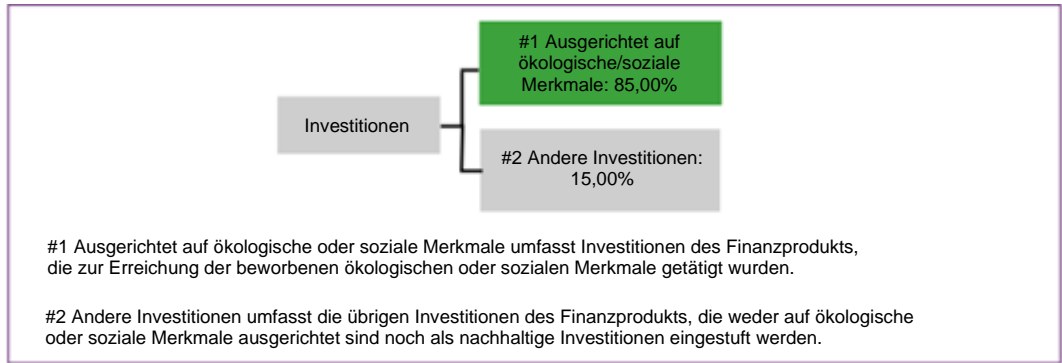 #1 Ausgerichtet auf
ökologische/soziale
Merkmale: 85,00%
Investitionen
#2 Andere Investitionen:
15,00%
#1 Ausgerichtet auf ökologische oder soziale Merkmale umfasst Investitionen des Finanzprodukts,
die zur Erreichung der beworbenen ökologischen oder sozialen Merkmale getätigt wurden.
#2 Andere Investitionen umfasst die übrigen Investitionen des Finanzprodukts, die weder auf ökologische
oder soziale Merkmale ausgerichtet sind noch als nachhaltige Investitionen eingestuft werden.